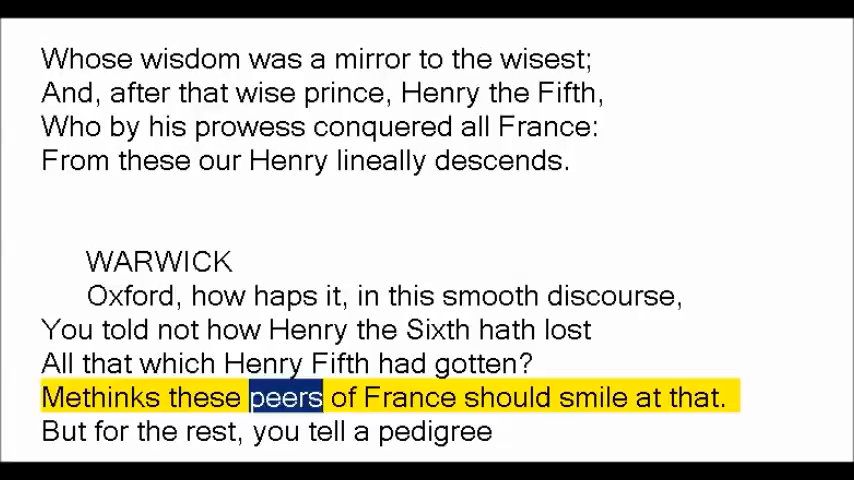 Whose wisdom was a mirror to the wisest;
And, after that wise prince, Henry the Fifth,
Who by his prowess conquered all France:
From these our Henry lineally descends.
WARWICK
Oxford, how haps it, in this smooth discourse,
You told not how Henry the Sixth hath lost
All that which Henry Fifth had gotten?
Methinks these peers of France should smile at that.
But for the rest, you tell a pedigree